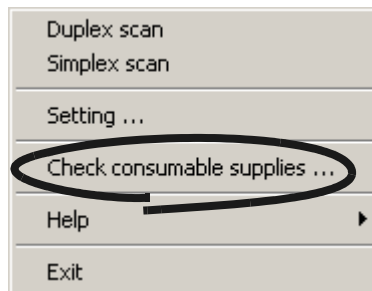 Duplex scan
Simplex scan
Setting ...
Check consumable supplies ...
Help
Exit